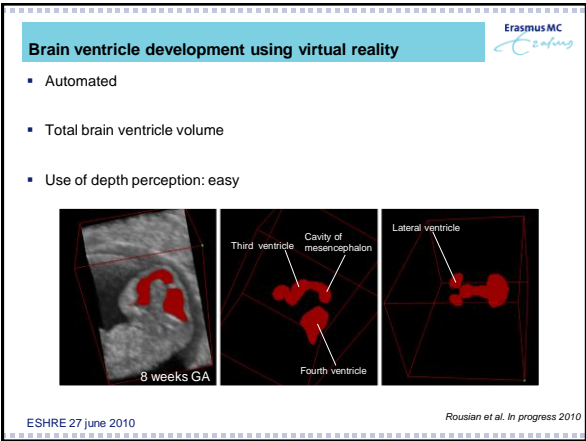 Brain ventricle development using virtual reality
Erasmus MC
Erasmus
▪ Automated
▪ Total brain ventricle volume
▪ Use of depth perception: easy
Third ventricle
Cavity of
mesencephalon
Lateral ventricle
8 weeks GA
Fourth ventricle
ESHRE 27 june 2010
Rousian et al. In progress 2010